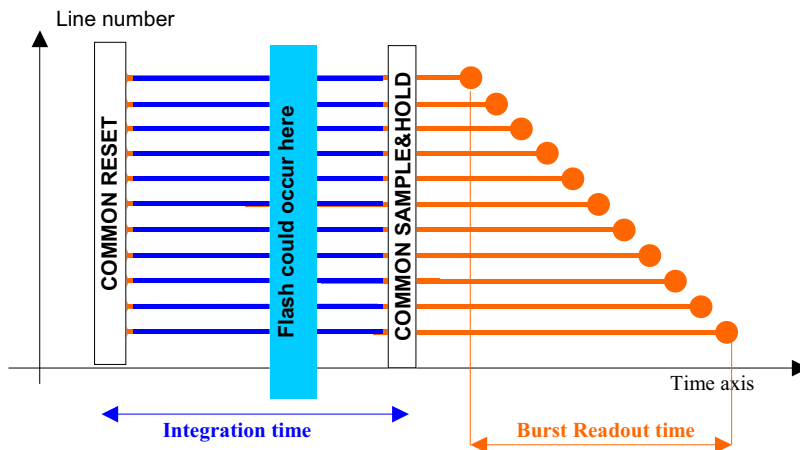 Line number
COMMON RESET
Flash could occur here
COMMON SAMPLE&HOLD
Time axis
Integration time
Burst Readout time